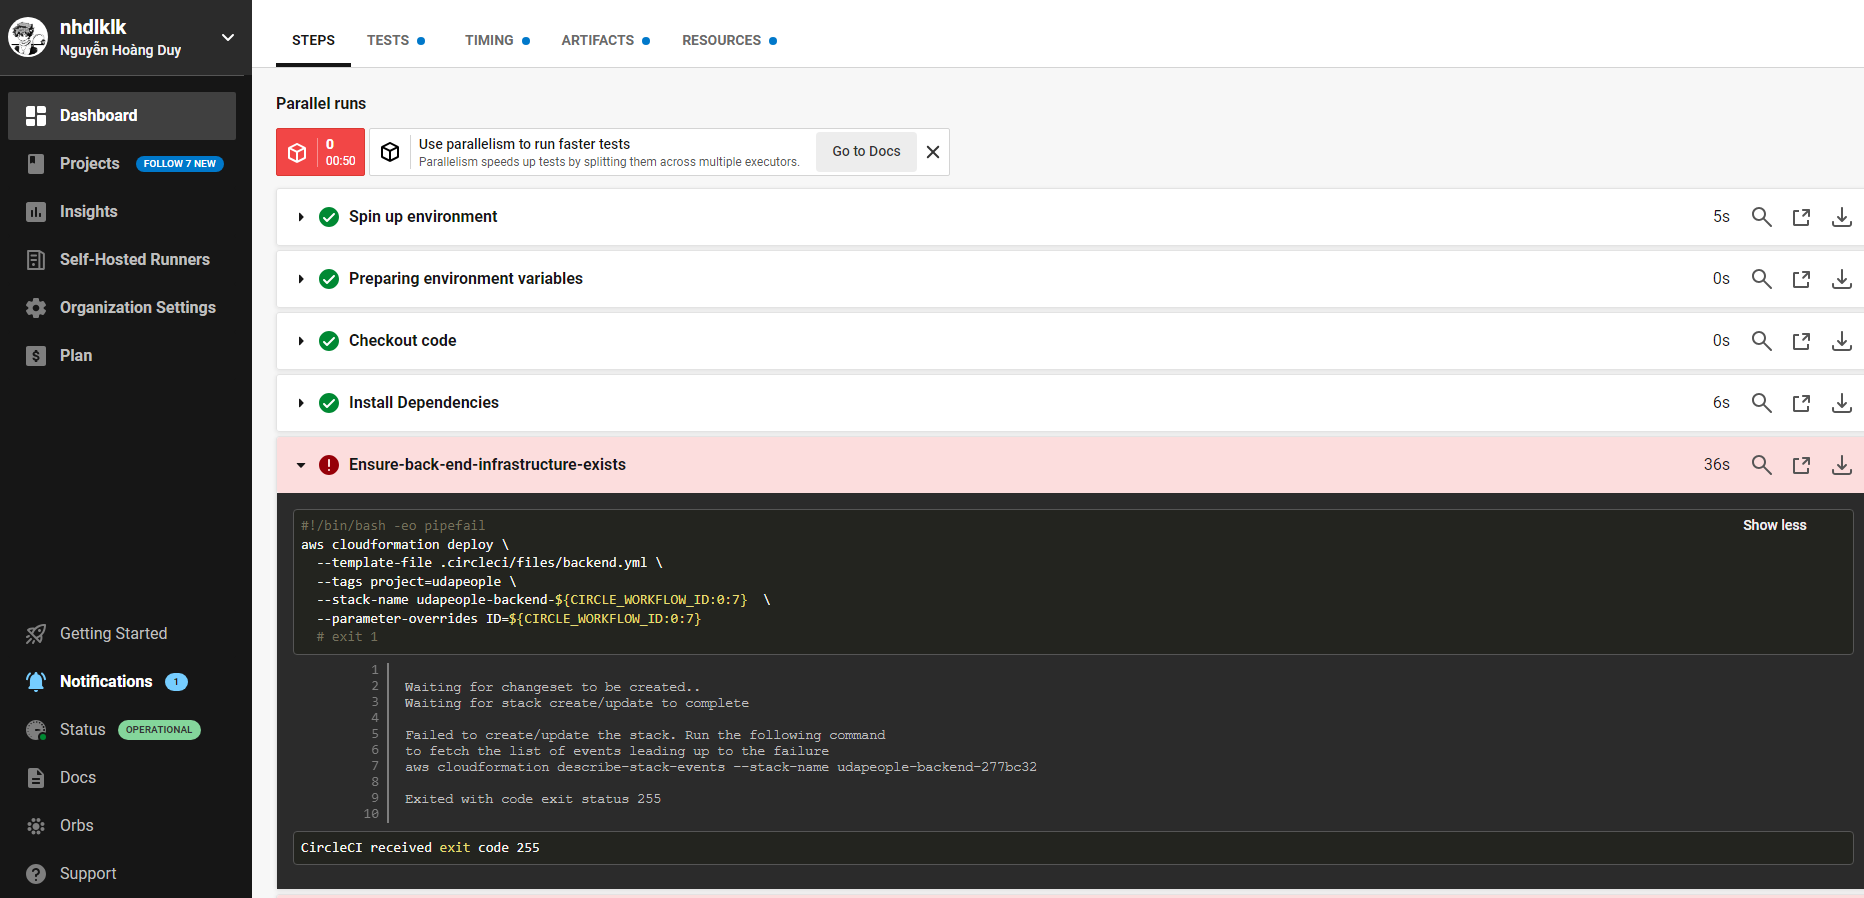 nhdlklk
Nguyễn Hoàng Duy
Dashboard
Projects FOLLOW 7 NEW
Insights
Self-Hosted Runners
Organization Settings
Plan
Getting Started
Notifications 1
Status OPERATIONAL
Docs
Orbs
Support
STEPS TESTS TIMING ARTIFACTS RESOURCES
Parallel runs
0
00:50
Use parallelism to run faster tests
Parallelism speeds up tests by splitting them across multiple executors.
Go to Docs
Spin up environment 5s
Preparing environment variables 0s
Checkout code 0s
Install Dependencies 6s
Ensure-back-end-infrastructure-exists 36s
#!/bin/bash -eo pipefail
Show less
aws cloudformation deploy \
--template-file .circleci/files/backend.yml \
--tags project=udapeople \
--stack-name udapeople-backend-${CIRCLE_WORKFLOW_ID:0:7}  \
--parameter-overrides ID=${CIRCLE_WORKFLOW_ID:0:7}
# exit 1
1
2 Waiting for changeset to be created..
3 Waiting for stack create/update to complete
4
5 Failed to create/update the stack. Run the following command
6 to fetch the list of events leading up to the failure
7 aws cloudformation describe-stack-events --stack-name udapeople-backend-277bc32
8
9 Exited with code exit status 255
10
CircleCI received exit code 255